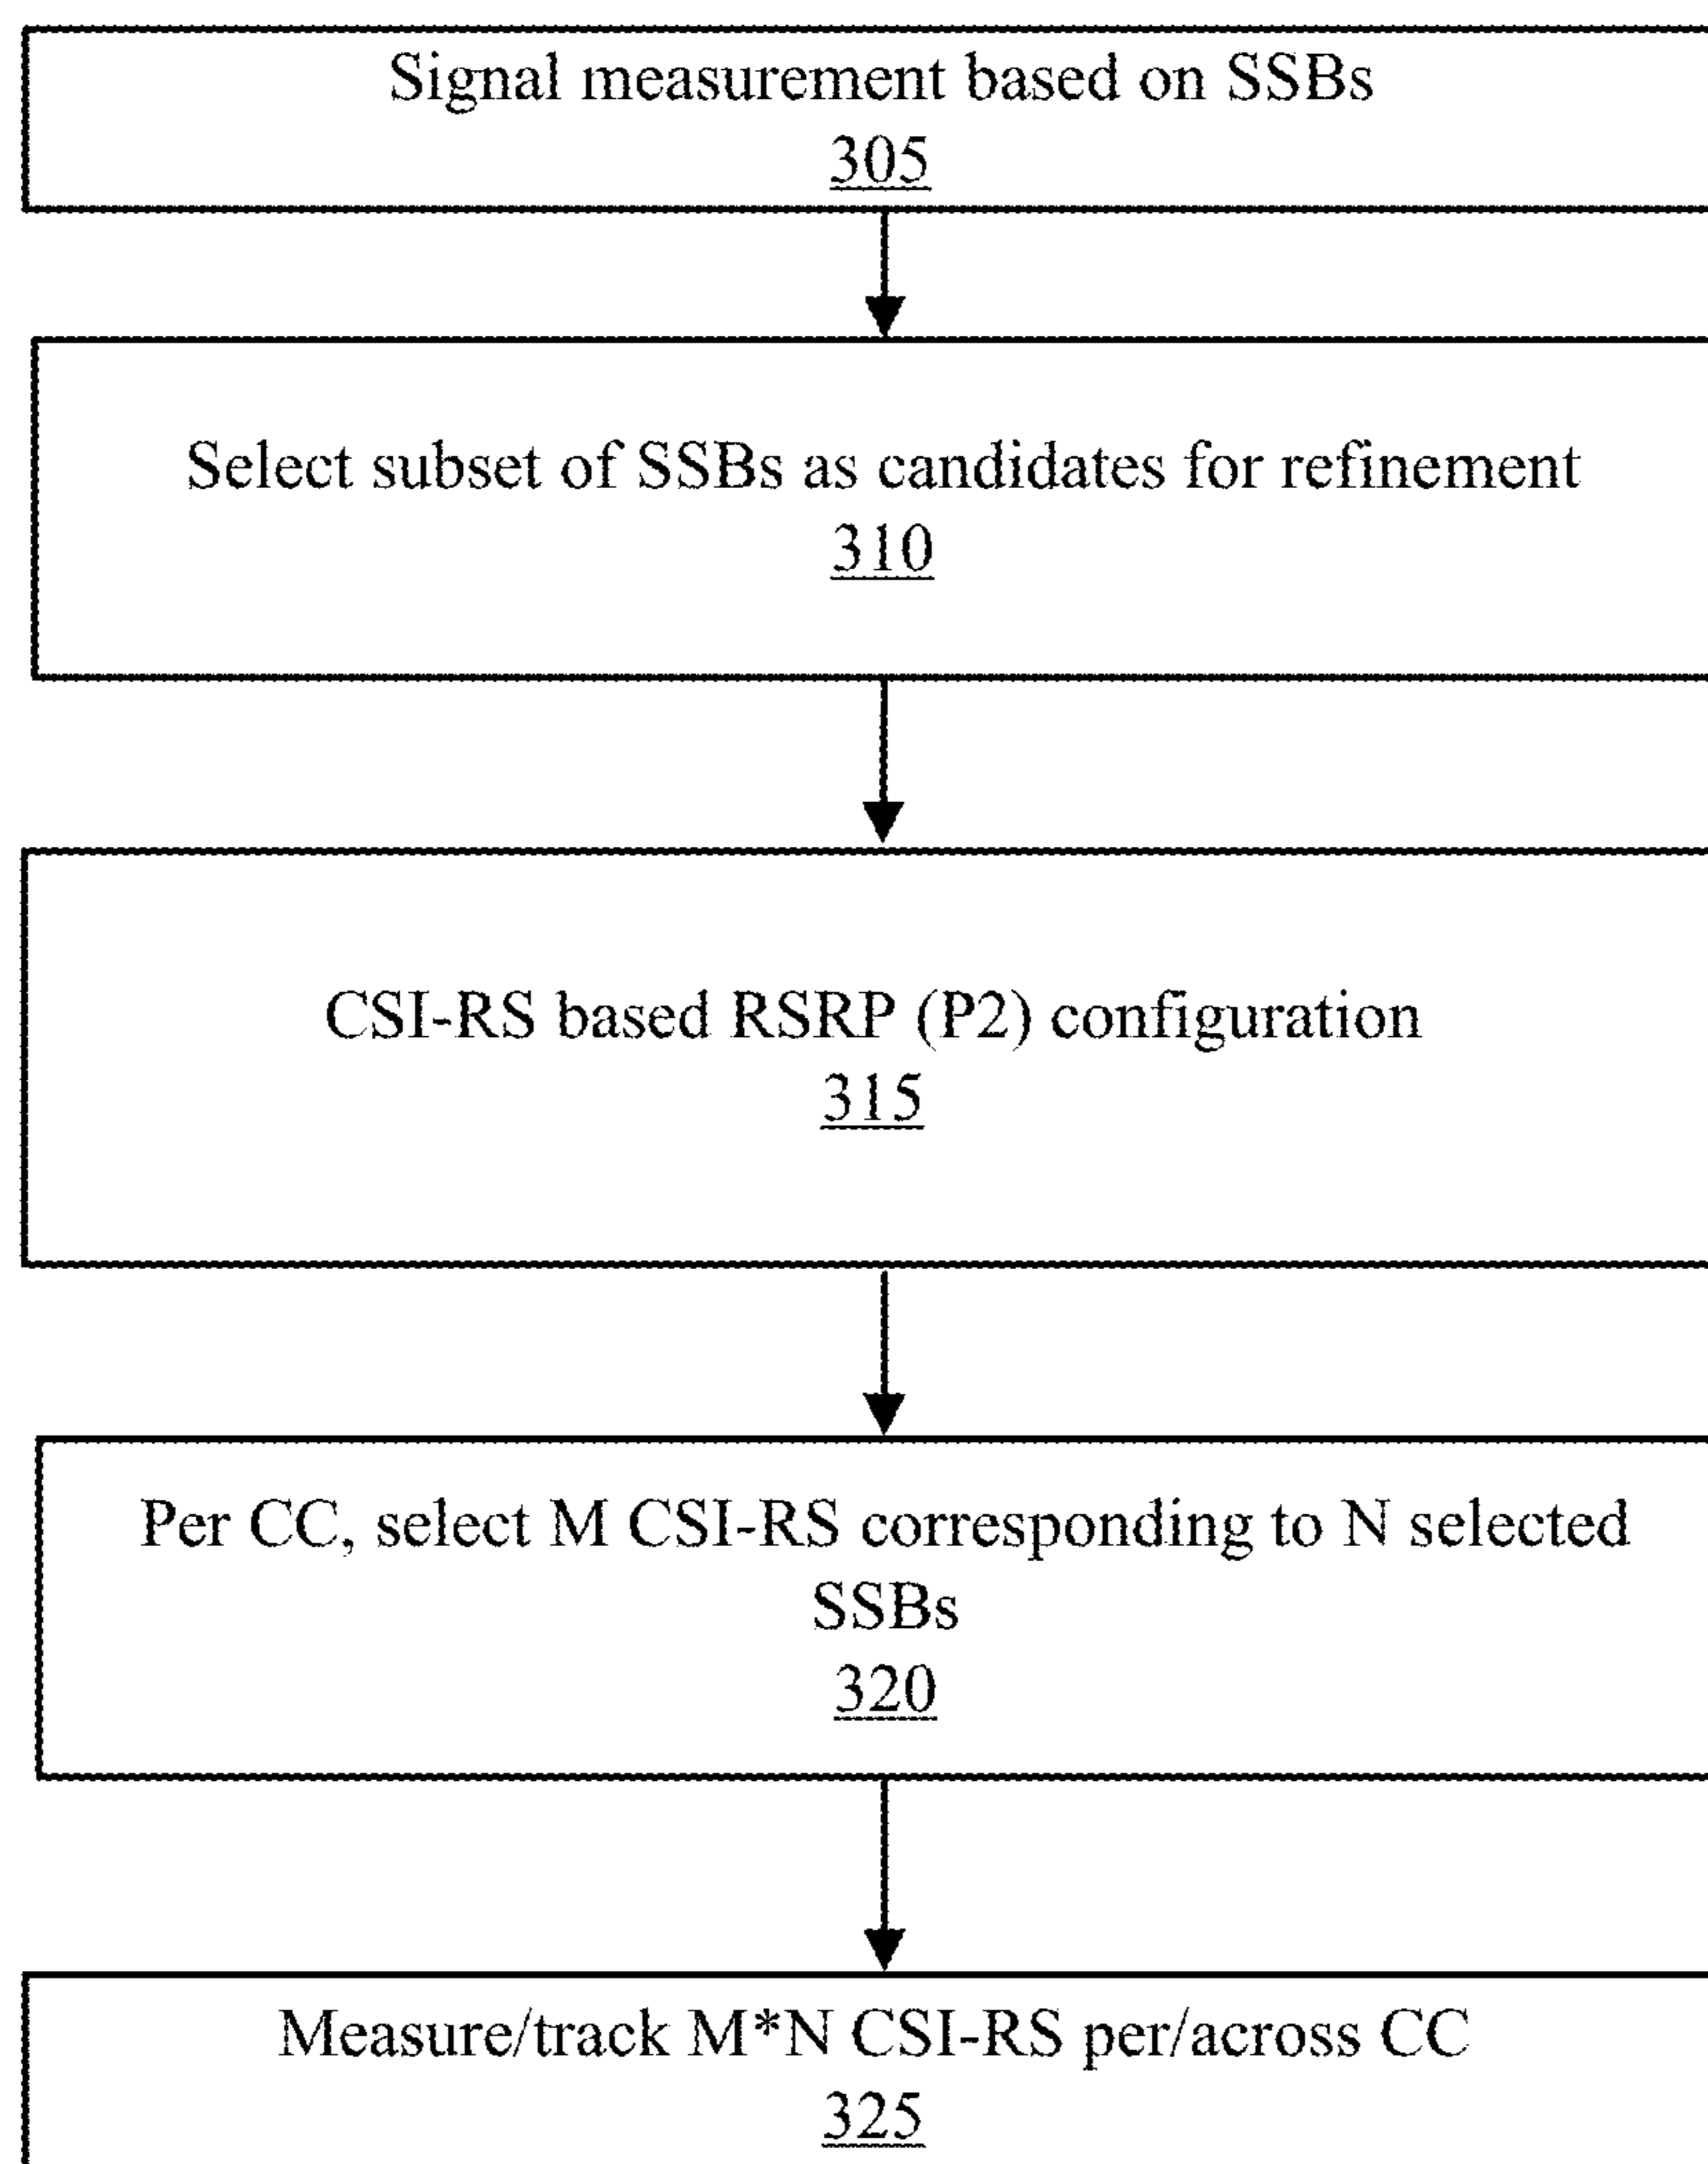 Signal measurement based on SSBs
305
Select subset of SSBs as candidates for refinement
310
CSI-RS based RSRP (P2) configuration
315
Per CC, select M CSI-RS corresponding to N selected
SSBs
320
Measure/track M*N CSI-RS per/across CC
325